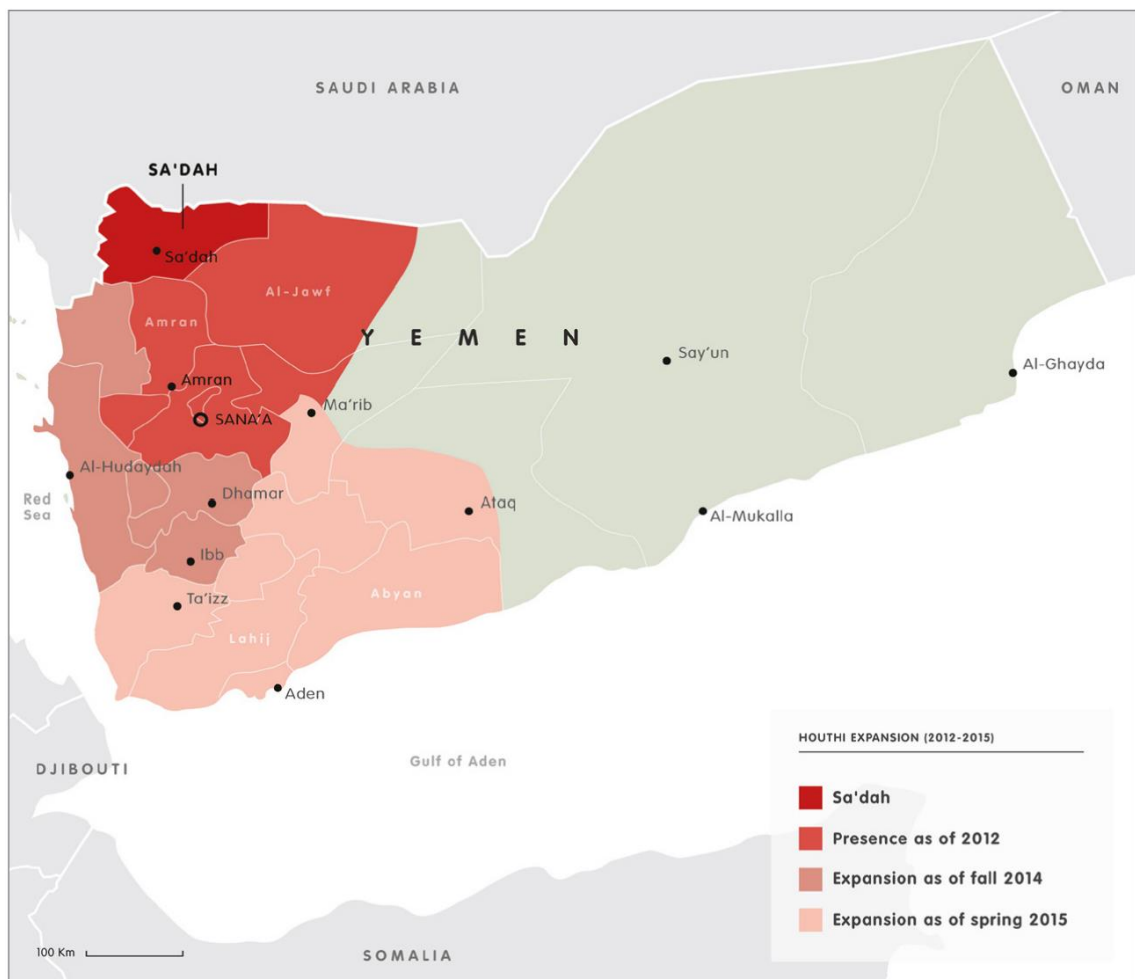 SAUDI ARABIA
OMAN
SA'DAH
Sa'dah
Al-Jawf
Amran
Y E M E N
Say'un
Al-Ghayda
Amran
Ma'rib
SANA'A
Al-Hudaydah
Red
Sea
Dhamar
Ataq
Al-Mukalla
Ibb
Ta'izz
Abyan
Lahij
Aden
HOUTHI EXPANSION (2012-2015)
Gulf of Aden
DJIBOUTI
Sa'dah
Presence as of 2012
Expansion as of fall 2014
Expansion as of spring 2015
100 Km
SOMALIA